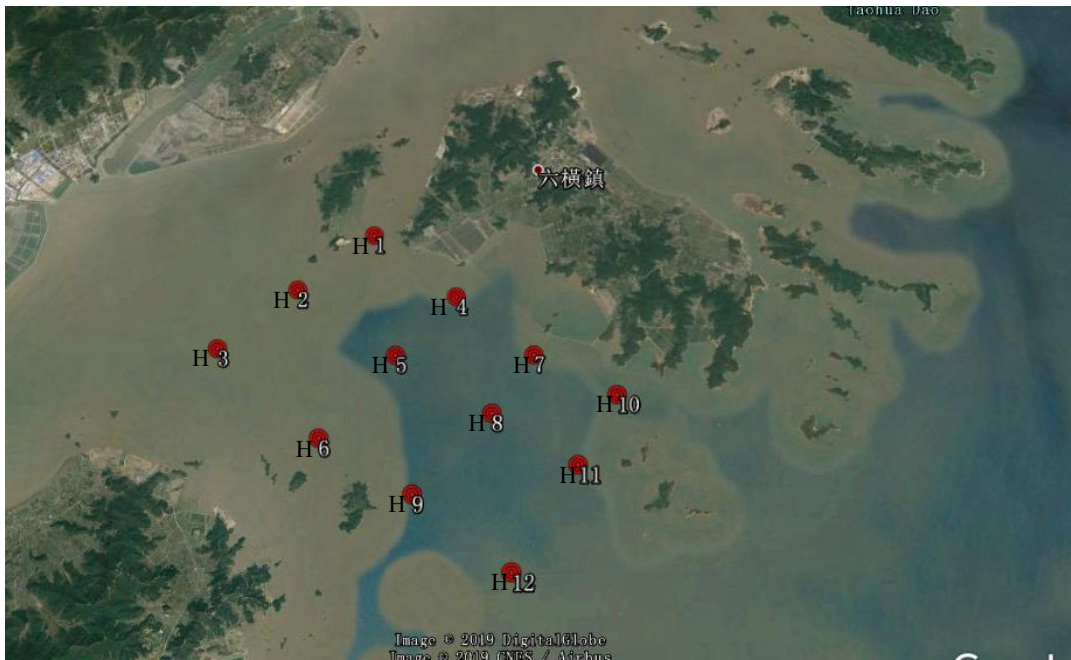 Taohua Dao
六橫鎮
H 1
H 2
H 3
H 4
H 5
H 6
H 7
H 8
H 9
H 10
H 11
H 12
Image © 2019 DigitalGlobe
Image © 2019 CNES / Airbus